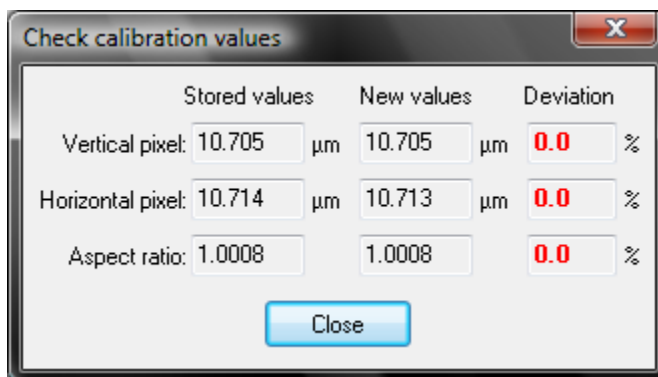 Check calibration values
Stored values New values Deviation
Vertical pixel: 10.705 µm 10.705 µm 0.0 %
Horizontal pixel: 10.714 µm 10.713 µm 0.0 %
Aspect ratio: 1.0008 1.0008 0.0 %
Close